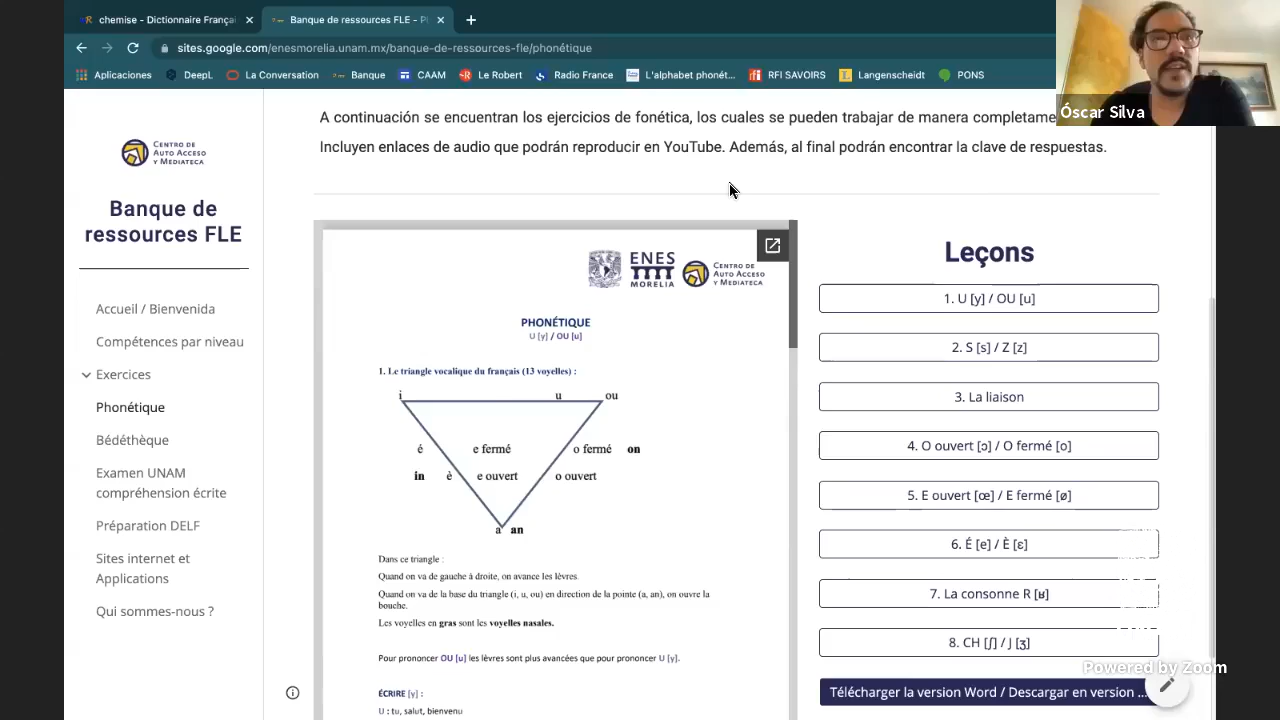 chemise - Dictionnaire Françai
Banque de ressources FLE - P
sites.google.com/enesmorelia.unam.mx/banque-de-ressources-fle/phonétique
Aplicaciones DeepL La Conversation Banque CAAM Le Robert Radio France L'alphabet phonét... RFI SAVOIRS Langenscheidt PONS
Óscar Silva
A continuación se encuentran los ejercicios de fonética, los cuales se pueden trabajar de manera completame
Incluyen enlaces de audio que podrán reproducir en YouTube. Además, al final podrán encontrar la clave de respuestas.
CENTRO DE
AUTO ACCESO
Y MEDIATECA
Banque de
ressources FLE
Accueil / Bienvenida
Compétences par niveau
Exercices
Phonétique
Bédéthèque
Examen UNAM
compréhension écrite
Préparation DELF
Sites internet et
Applications
Qui sommes-nous ?
ENES
MORELIA
CENTRO DE
AUTO ACCESO
Y MEDIATECA
PHONÉTIQUE
U [y] / OU [u]
1. Le triangle vocalique du français (13 voyelles) :
i u ou
é e fermé o fermé on
in è e ouvert o ouvert
a an
Dans ce triangle :
Quand on va de gauche à droite, on avance les lèvres.
Quand on va de la base du triangle (i, u, ou) en direction de la pointe (a, an), on ouvre la
bouche.
Les voyelles en gras sont les voyelles nasales.
Pour prononcer OU [u] les lèvres sont plus avancées que pour prononcer U [y].
ÉCRIRE [y] :
U : tu, salut, bienvenu
Leçons
1. U [y] / OU [u]
2. S [s] / Z [z]
3. La liaison
4. O ouvert [ɔ] / O fermé [o]
5. E ouvert [œ] / E fermé [ø]
6. É [e] / È [ɛ]
7. La consonne R [ʁ]
8. CH [ʃ] / J [ʒ]
Télécharger la version Word / Descargar en version ...
Powered by Zoom